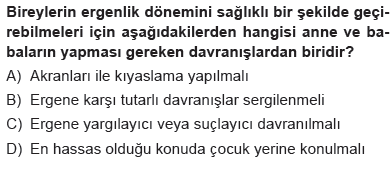 Bireylerin ergenlik dönemini sağlıklı bir şekilde geçi-
rebilmeleri için aşağıdakilerden hangisi anne ve ba-
baların yapması gereken davranışlardan biridir?
A) Akranları ile kıyaslama yapılmalı
B) Ergene karşı tutarlı davranışlar sergilenmeli
C) Ergene yargılayıcı veya suçlayıcı davranılmalı
D) En hassas olduğu konuda çocuk yerine konulmalı